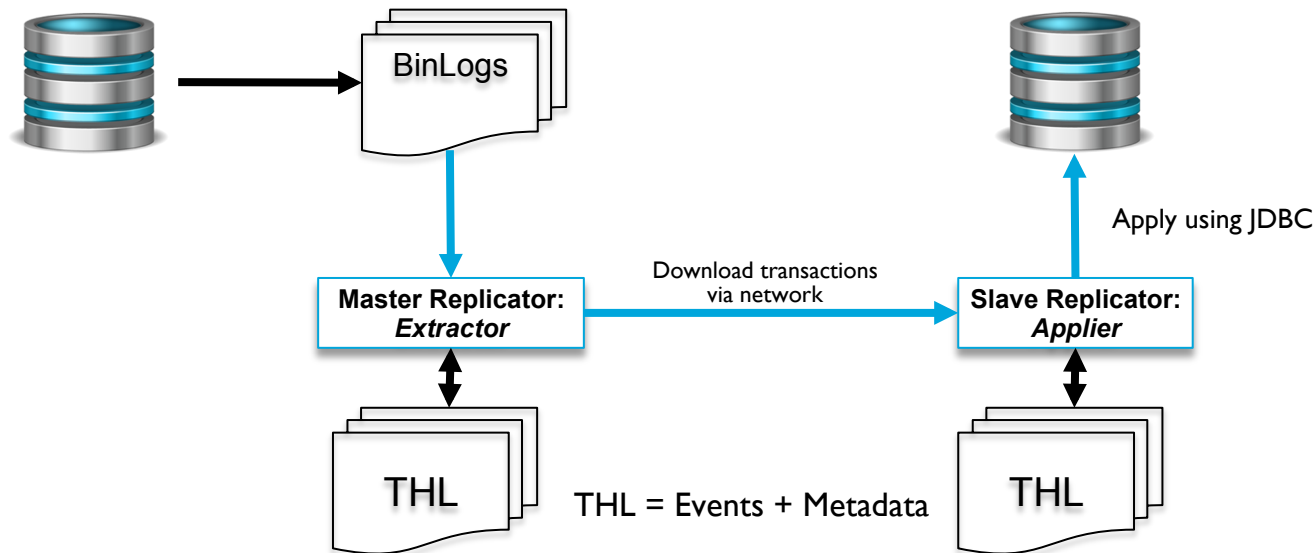 BinLogs
Apply using JDBC
Download transactions
via network
Master Replicator:
Extractor
Slave Replicator:
Applier
THL
THL = Events + Metadata
THL